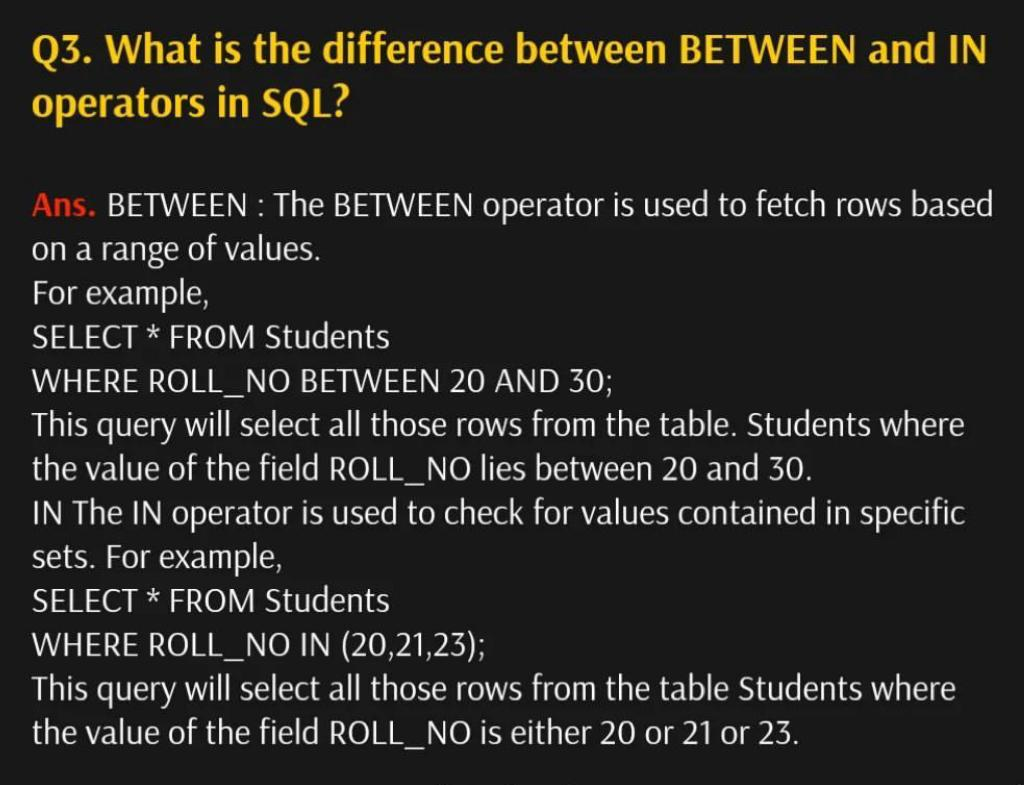 Q3. What is the difference between BETWEEN and IN
operators in SQL?
Ans. BETWEEN : The BETWEEN operator is used to fetch rows based
on a range of values.
For example,
SELECT * FROM Students
WHERE ROLL_NO BETWEEN 20 AND 30;
This query will select all those rows from the table. Students where
the value of the field ROLL_NO lies between 20 and 30.
IN The IN operator is used to check for values contained in specific
sets. For example,
SELECT * FROM Students
WHERE ROLL_NO IN (20,21,23);
This query will select all those rows from the table Students where
the value of the field ROLL_NO is either 20 or 21 or 23.